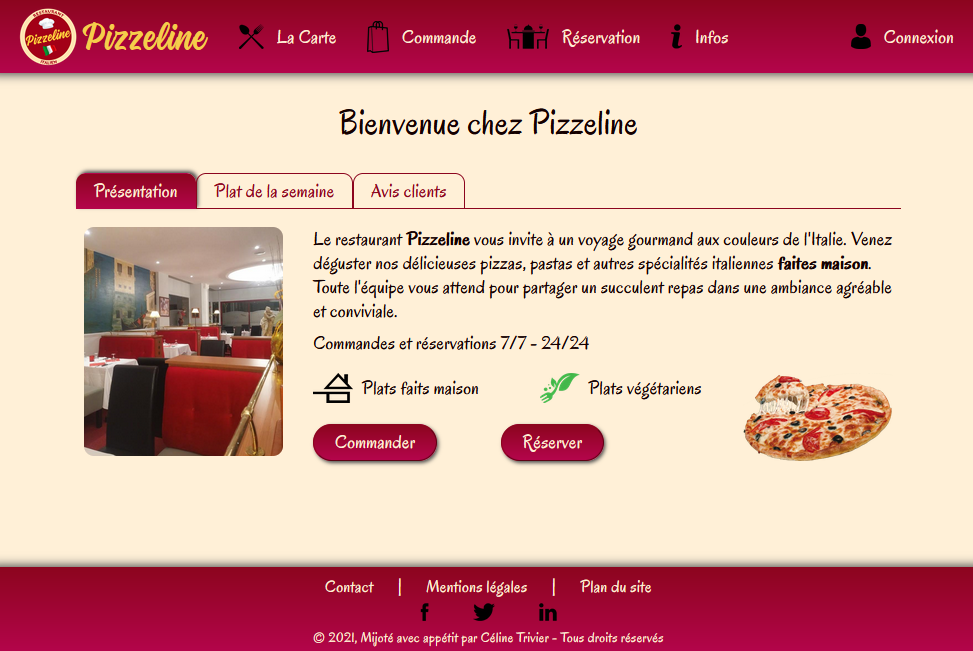 RESTAURANT
Pizzeline
ITALIEN
Pizzeline
La Carte
Commande
Réservation
Infos
Connexion
Bienvenue chez Pizzeline
Présentation
Plat de la semaine
Avis clients
Le restaurant Pizzeline vous invite à un voyage gourmand aux couleurs de l'Italie. Venez
déguster nos délicieuses pizzas, pastas et autres spécialités italiennes faites maison.
Toute l'équipe vous attend pour partager un succulent repas dans une ambiance agréable
et conviviale.
Commandes et réservations 7/7 - 24/24
Plats faits maison
Plats végétariens
Commander
Réserver
Contact | Mentions légales | Plan du site
© 2021, Mijoté avec appétit par Céline Trivier - Tous droits réservés